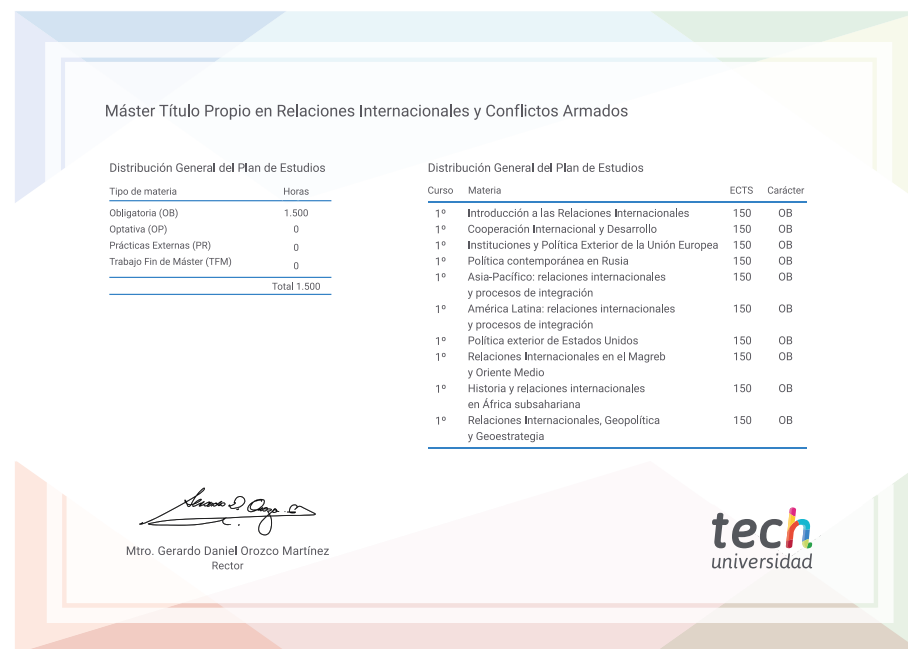 Máster Título Propio en Relaciones Internacionales y Conflictos Armados
Distribución General del Plan de Estudios
Tipo de materia Horas
Obligatoria (OB) 1.500
Optativa (OP) 0
Prácticas Externas (PR) 0
Trabajo Fin de Máster (TFM) 0
Total 1.500
Distribución General del Plan de Estudios
Curso Materia ECTS Carácter
1º Introducción a las Relaciones Internacionales 150 OB
1º Cooperación Internacional y Desarrollo 150 OB
1º Instituciones y Política Exterior de la Unión Europea 150 OB
1º Política contemporánea en Rusia 150 OB
1º Asia-Pacífico: relaciones internacionales 150 OB
y procesos de integración
1º América Latina: relaciones internacionales 150 OB
y procesos de integración
1º Política exterior de Estados Unidos 150 OB
1º Relaciones Internacionales en el Magreb 150 OB
y Oriente Medio
1º Historia y relaciones internacionales 150 OB
en África subsahariana
1º Relaciones Internacionales, Geopolítica 150 OB
y Geoestrategia
Mtro. Gerardo Daniel Orozco Martínez
Rector
tech
universidad